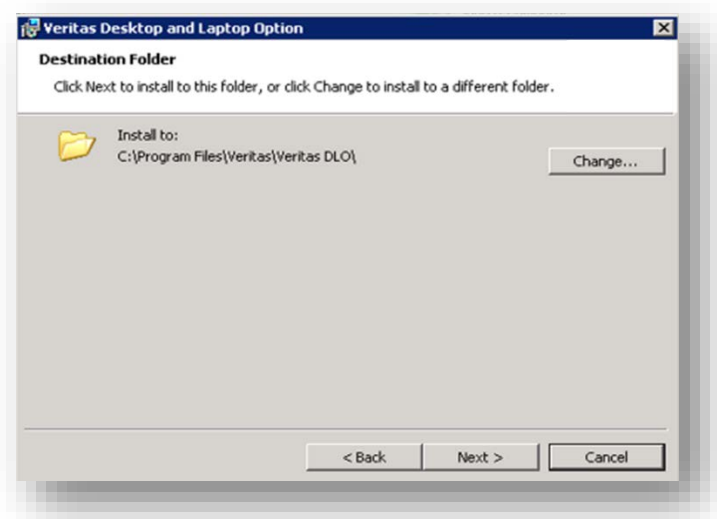 Veritas Desktop and Laptop Option
Destination Folder
Click Next to install to this folder, or click Change to install to a different folder.
Install to:
C:\Program Files\Veritas\Veritas DLO\
Change...
< Back
Next >
Cancel